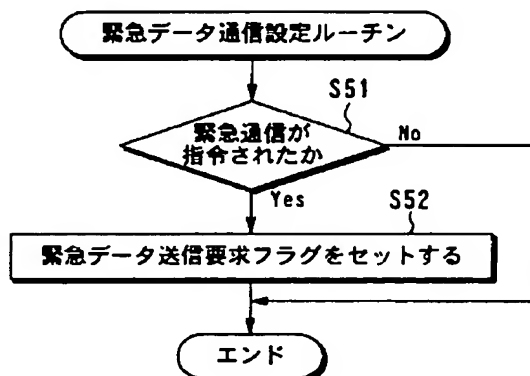 緊急データ通信設定ルーチン
S51
緊急通信が
指令されたか
No
Yes
S52
緊急データ送信要求フラグをセットする
エンド